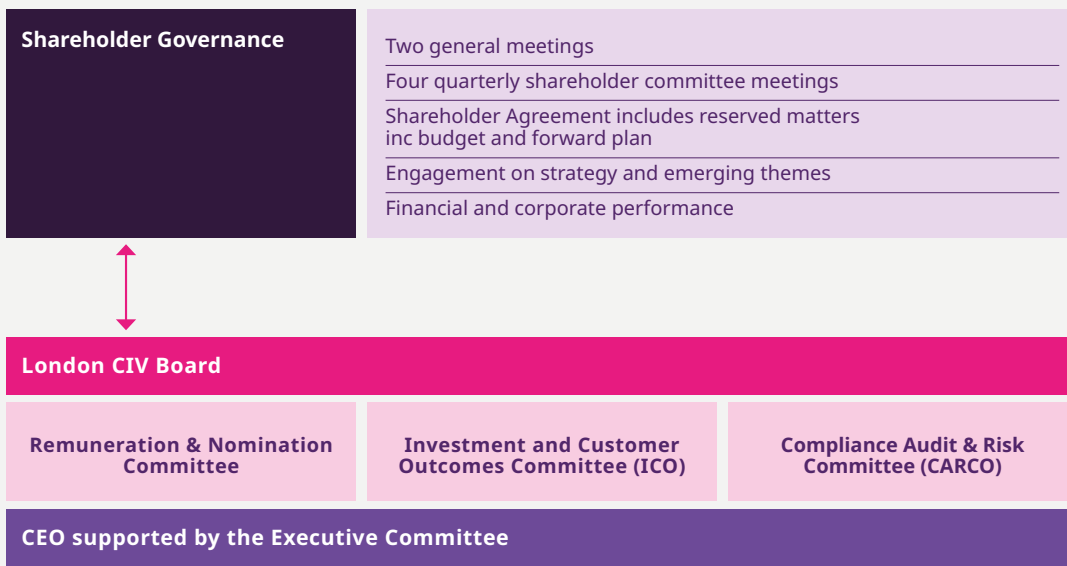 Shareholder Governance
Two general meetings
Four quarterly shareholder committee meetings
Shareholder Agreement includes reserved matters
inc budget and forward plan
Engagement on strategy and emerging themes
Financial and corporate performance
London CIV Board
Remuneration & Nomination
Committee
Investment and Customer
Outcomes Committee (ICO)
Compliance Audit & Risk
Committee (CARCO)
CEO supported by the Executive Committee